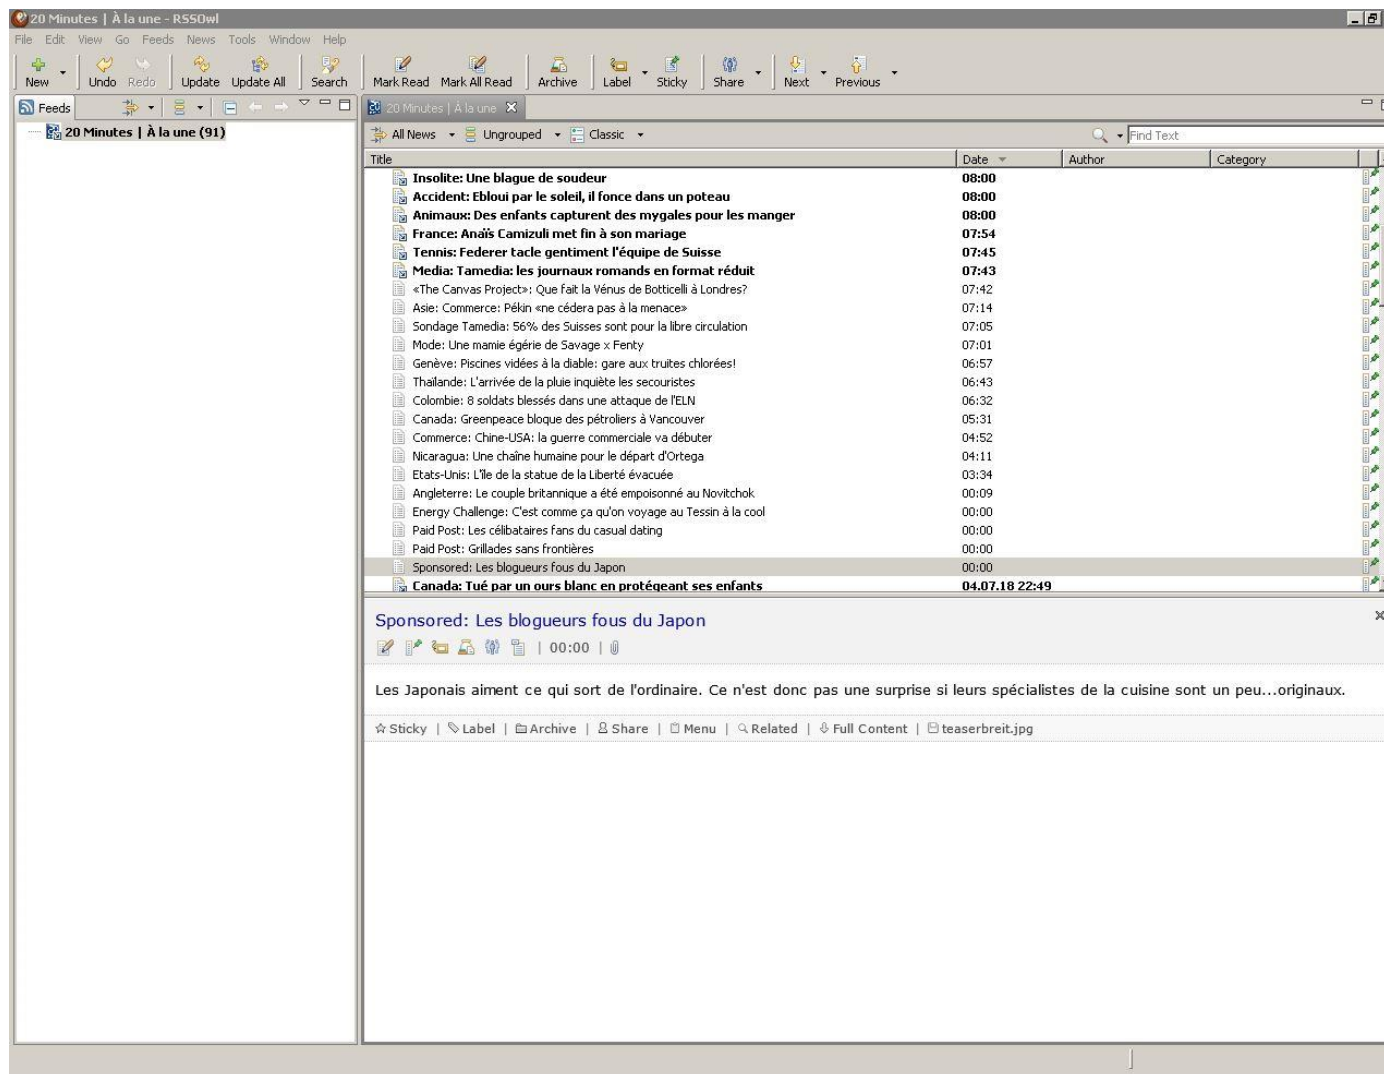 20 Minutes | À la une - RSSOwl
File Edit View Go Feeds News Tools Window Help
New Undo Redo Update Update All Search Mark Read Mark All Read Archive Label Sticky Share Next Previous
Feeds
20 Minutes | À la une
20 Minutes | À la une (91)
All News Ungrouped Classic Find Text
Title Date Author Category
Insolite: Une blague de soudeur 08:00
Accident: Ebloui par le soleil, il fonce dans un poteau 08:00
Animaux: Des enfants capturent des mygales pour les manger 08:00
France: Anaïs Camizuli met fin à son mariage 07:54
Tennis: Federer tacle gentiment l'équipe de Suisse 07:45
Media: Tamedia: les journaux romands en format réduit 07:43
«The Canvas Project»: Que fait la Vénus de Botticelli à Londres? 07:42
Asie: Commerce: Pékin «ne cédera pas à la menace» 07:14
Sondage Tamedia: 56% des Suisses sont pour la libre circulation 07:05
Mode: Une mamie égérie de Savage x Fenty 07:01
Genève: Piscines vidées à la diable: gare aux truites chlorées! 06:57
Thaïlande: L'arrivée de la pluie inquiète les secouristes 06:43
Colombie: 8 soldats blessés dans une attaque de l'ELN 06:32
Canada: Greenpeace bloque des pétroliers à Vancouver 05:31
Commerce: Chine-USA: la guerre commerciale va débuter 04:52
Nicaragua: Une chaîne humaine pour le départ d'Ortega 04:11
Etats-Unis: L'île de la statue de la Liberté évacuée 03:34
Angleterre: Le couple britannique a été empoisonné au Novitchok 00:09
Energy Challenge: C'est comme ça qu'on voyage au Tessin à la cool 00:00
Paid Post: Les célibataires fans du casual dating 00:00
Paid Post: Grillades sans frontières 00:00
Sponsored: Les blogueurs fous du Japon 00:00
Canada: Tué par un ours blanc en protégeant ses enfants 04.07.18 22:49
Sponsored: Les blogueurs fous du Japon
| 00:00 |
Les Japonais aiment ce qui sort de l'ordinaire. Ce n'est donc pas une surprise si leurs spécialistes de la cuisine sont un peu...originaux.
Sticky | Label | Archive | Share | Menu | Related | Full Content | teaserbreit.jpg